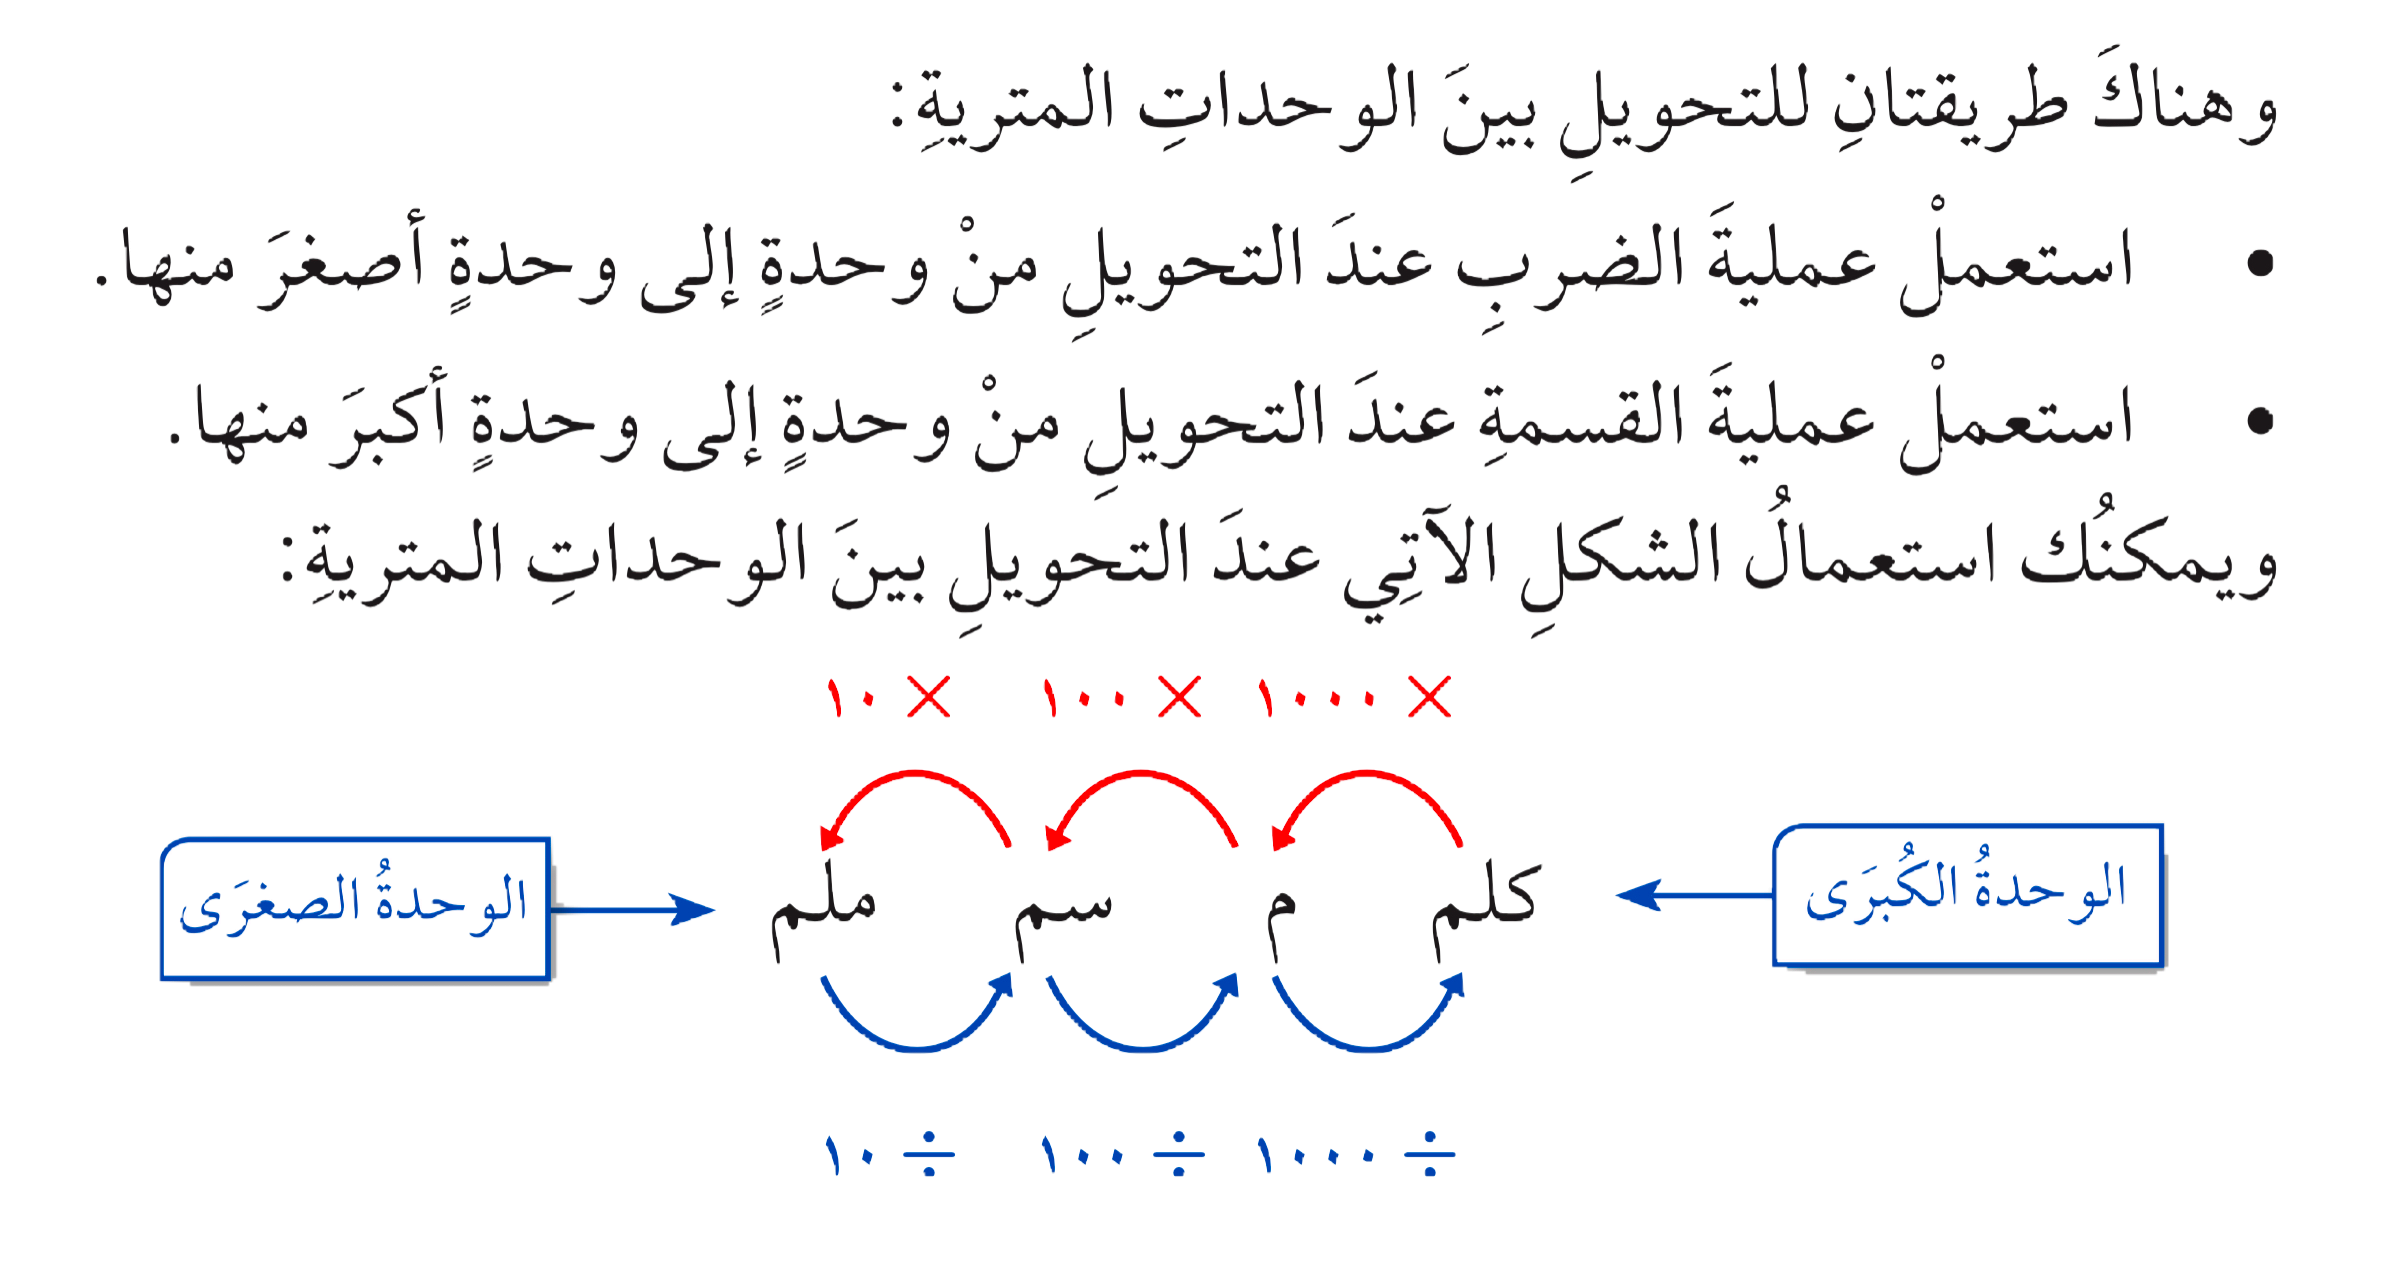 وهناكَ طريقتانِ للتحويلِ بينَ الوحداتِ المتريةِ:
• استعملْ عمليةَ الضربِ عندَ التحويلِ منْ وحدةٍ إلى وحدةٍ أصغرَ منها.
• استعملْ عمليةَ القسمةِ عندَ التحويلِ منْ وحدةٍ إلى وحدةٍ أكبرَ منها.
ويمكنُك استعمالُ الشكلِ الآتِي عندَ التحويلِ بينَ الوحداتِ المتريةِ:
× ١٠٠٠ × ١٠٠ × ١٠
الوحدةُ الكُبرَى كلم م سم ملم الوحدةُ الصغرَى
÷ ١٠٠٠ ÷ ١٠٠ ÷ ١٠